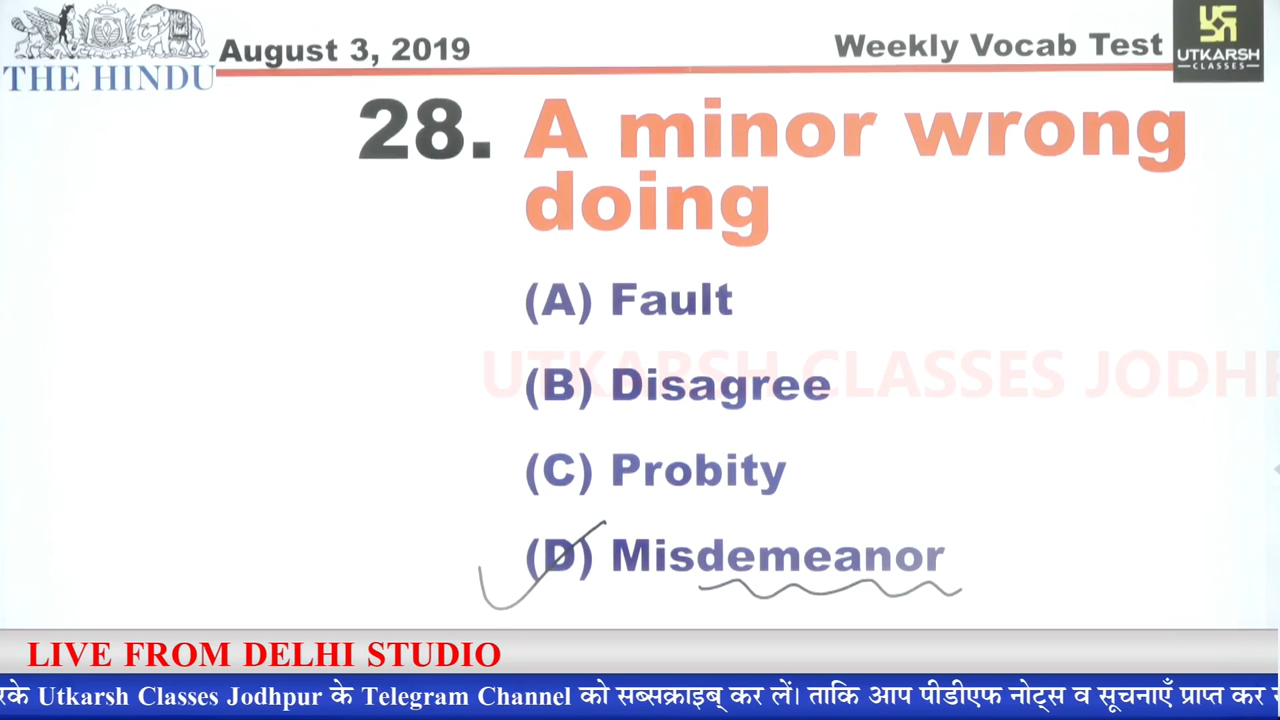 THE HINDU
August 3, 2019
Weekly Vocab Test
UTKARSH
CLASSES
28. A minor wrong
doing
(A) Fault
UTKARSH CLASSES JODH
(B) Disagree
(C) Probity
(D) Misdemeanor
LIVE FROM DELHI STUDIO
रके Utkarsh Classes Jodhpur के Telegram Channel को सब्सक्राइब् कर लें। ताकि आप पीडीएफ नोट्स व सूचनाएँ प्राप्त कर